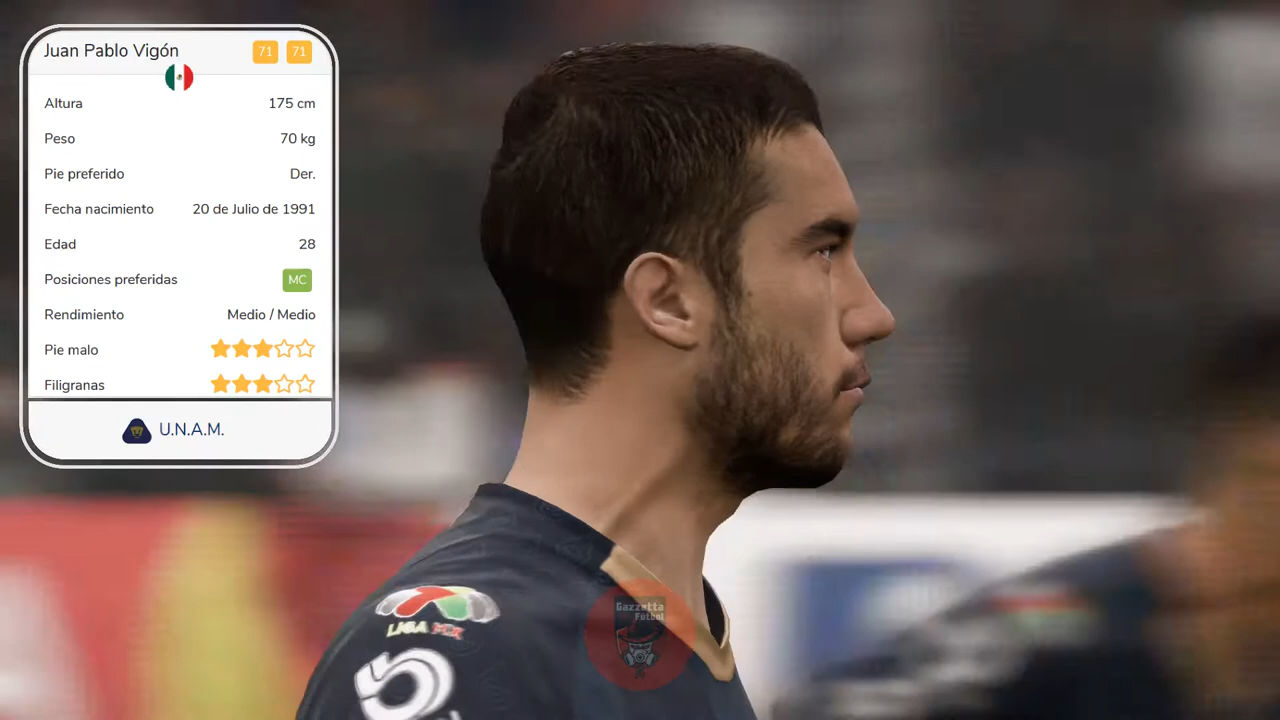 Juan Pablo Vigón 71 71
Altura 175 cm
Peso 70 kg
Pie preferido Der.
Fecha nacimiento 20 de Julio de 1991
Edad 28
Posiciones preferidas MC
Rendimiento Medio / Medio
Pie malo
Filigranas
U.N.A.M.
Gazzetta
Fútbol
LIGA MX